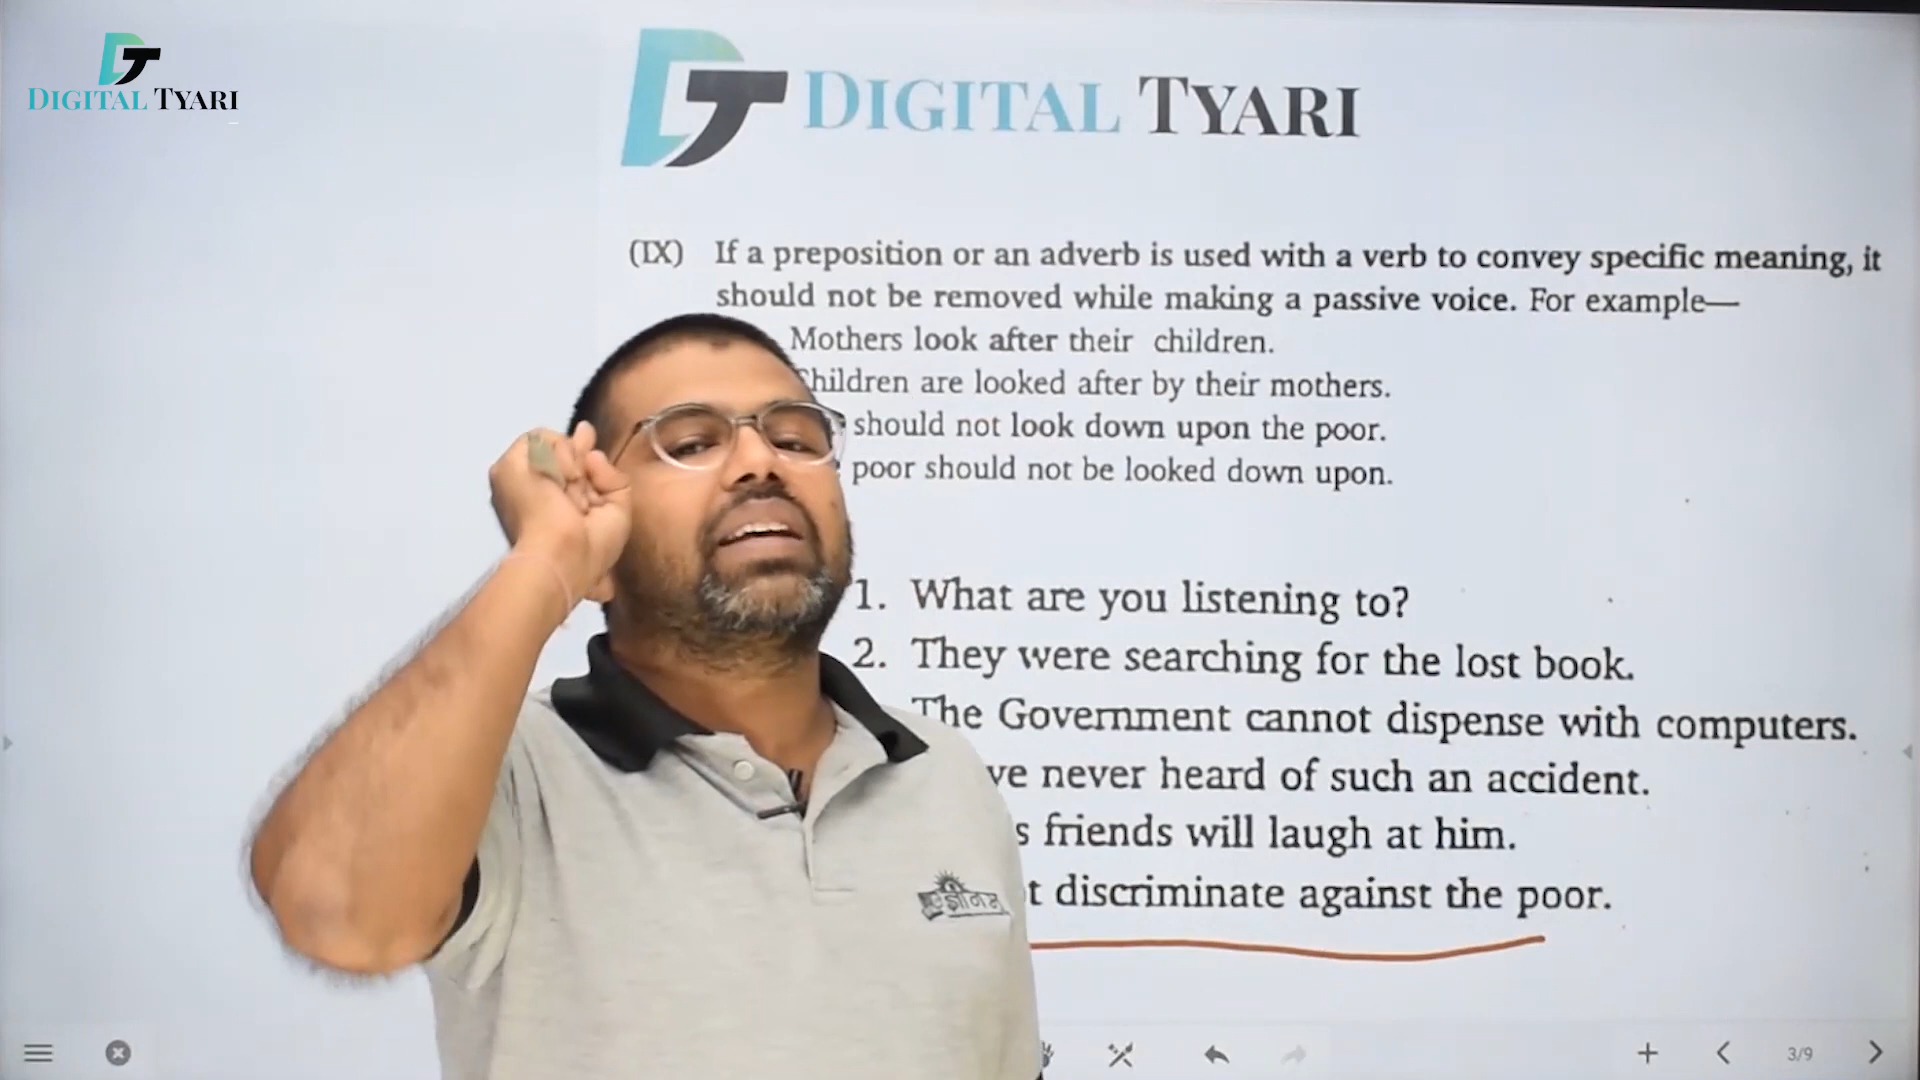 DIGITAL TYARI
DIGITAL TYARI
(IX) If a preposition or an adverb is used with a verb to convey specific meaning, it
should not be removed while making a passive voice. For example—
Mothers look after their children.
Children are looked after by their mothers.
should not look down upon the poor.
poor should not be looked down upon.
1. What are you listening to?
2. They were searching for the lost book.
The Government cannot dispense with computers.
never heard of such an accident.
friends will laugh at him.
discriminate against the poor.
3/9